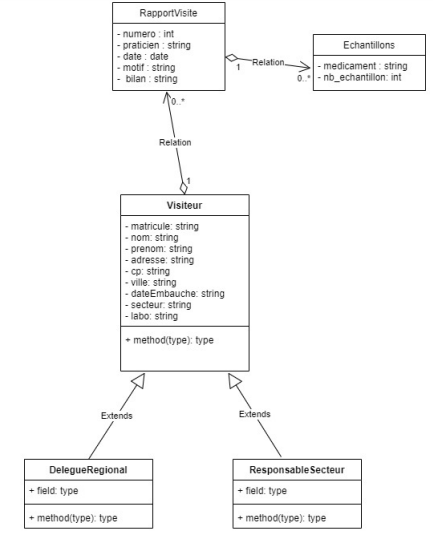 RapportVisite
- numero : int
- praticien : string
- date : date
- motif : string
- bilan : string
1
Relation
0..*
Echantillons
- medicament : string
- nb_echantillon: int
0..*
Relation
1
Visiteur
- matricule: string
- nom: string
- prenom: string
- adresse: string
- cp: string
- ville: string
- dateEmbauche: string
- secteur: string
- labo: string
+ method(type): type
Extends
Extends
DelegueRegional
+ field: type
+ method(type): type
ResponsableSecteur
+ field: type
+ method(type): type